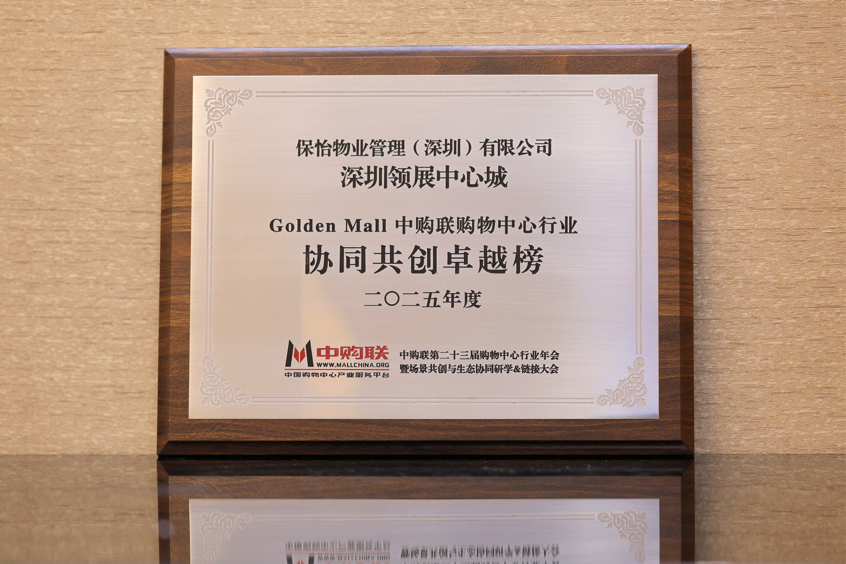 保怡物业管理（深圳）有限公司
深圳领展中心城
Golden Mall 中购联购物中心行业
协同共创卓越榜
二〇二五年度
中购联
WWW.MALLCHINA.ORG
中国购物中心产业服务平台
中购联第二十三届购物中心行业年会
暨场景共创与生态协同研学&链接大会